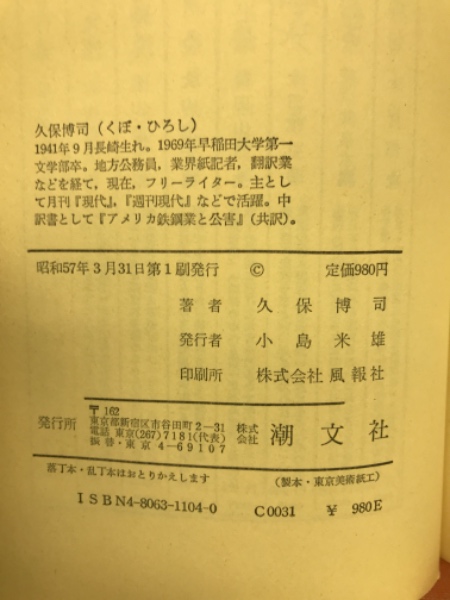 久保博司（くぼ・ひろし）
1941年9月長崎生れ。1969年早稲田大学第一
文学部卒。地方公務員，業界紙記者，翻訳業
などを経て，現在，フリーライター。主とし
て月刊『現代』，『週刊現代』などで活躍。中
訳書として『アメリカ鉄鋼業と公害』(共訳)。
昭和57年3月31日第1刷発行 © 定価980円
著者 久保博司
発行者 小島米雄
印刷所 株式会社 風報社
発行所 〒162
東京都新宿区市谷田町2－31
電話 東京(267)7181(代表)
振替・東京4－69107
株式会社 潮文社
落丁本・乱丁本はおとりかえします （製本・東京美術紙工）
ISBN4-8063-1104-0 C0031 ¥980E